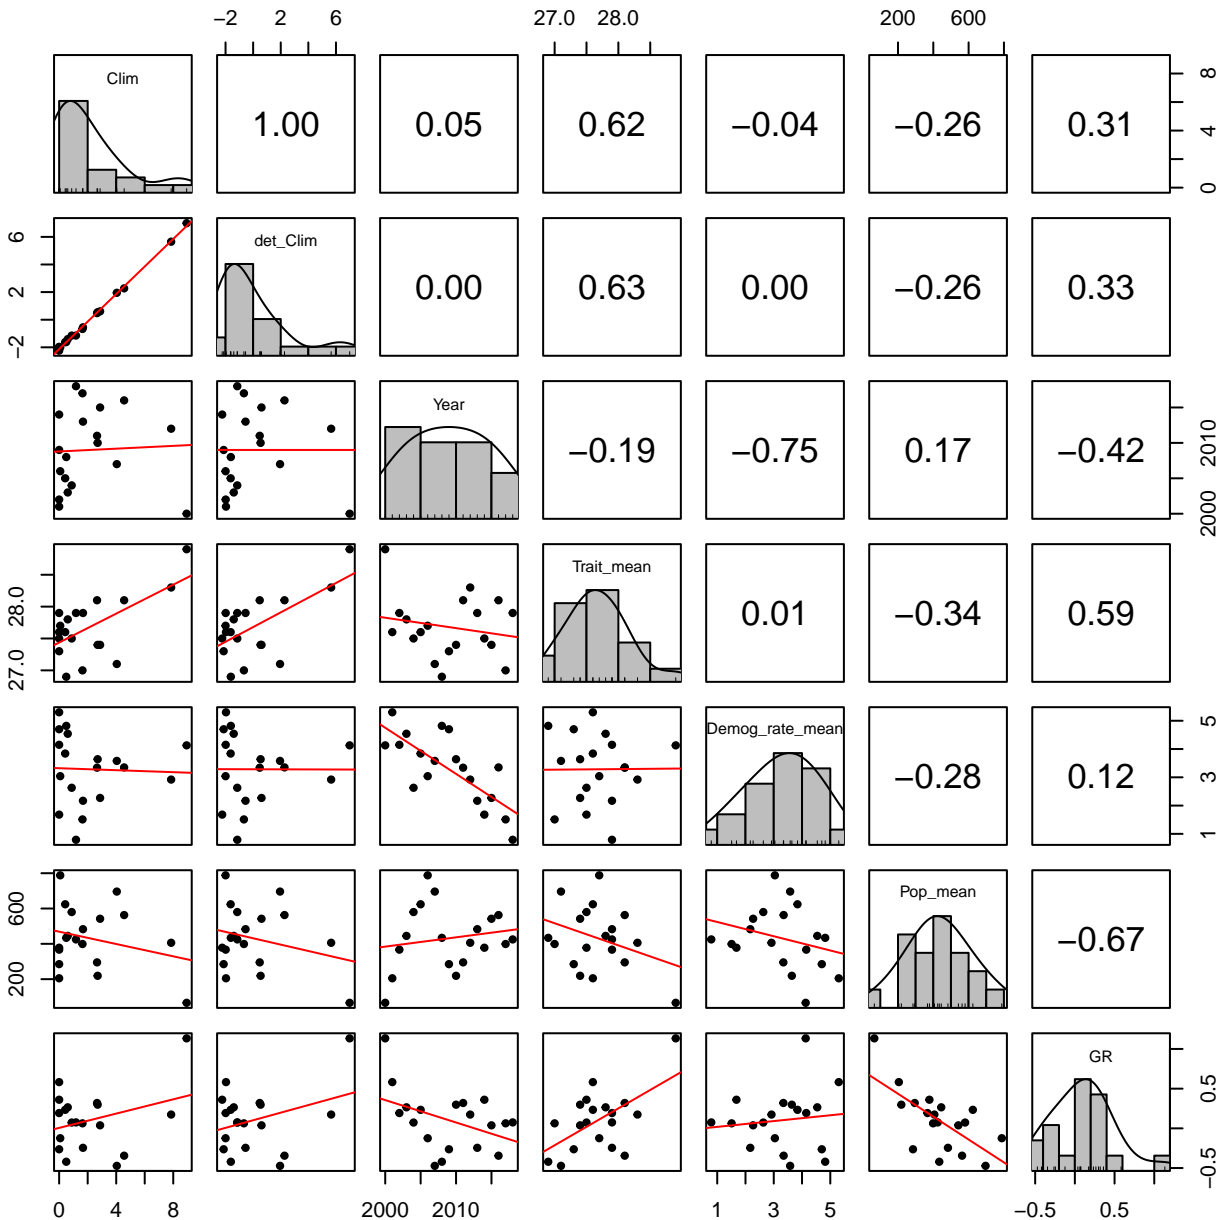 −2 2 6 27.0 28.0 200 600
Clim 1.00 0.05 0.62 −0.04 −0.26 0.31 0 4 8
−2 2 6 det_Clim 0.00 0.63 0.00 −0.26 0.33
Year −0.19 −0.75 0.17 −0.42 2000 2010
27.0 28.0 Trait_mean 0.01 −0.34 0.59
Demog_rate_mean −0.28 0.12 1 3 5
200 600 Pop_mean −0.67
GR −0.5 0.5
0 4 8 2000 2010 1 3 5 −0.5 0.5